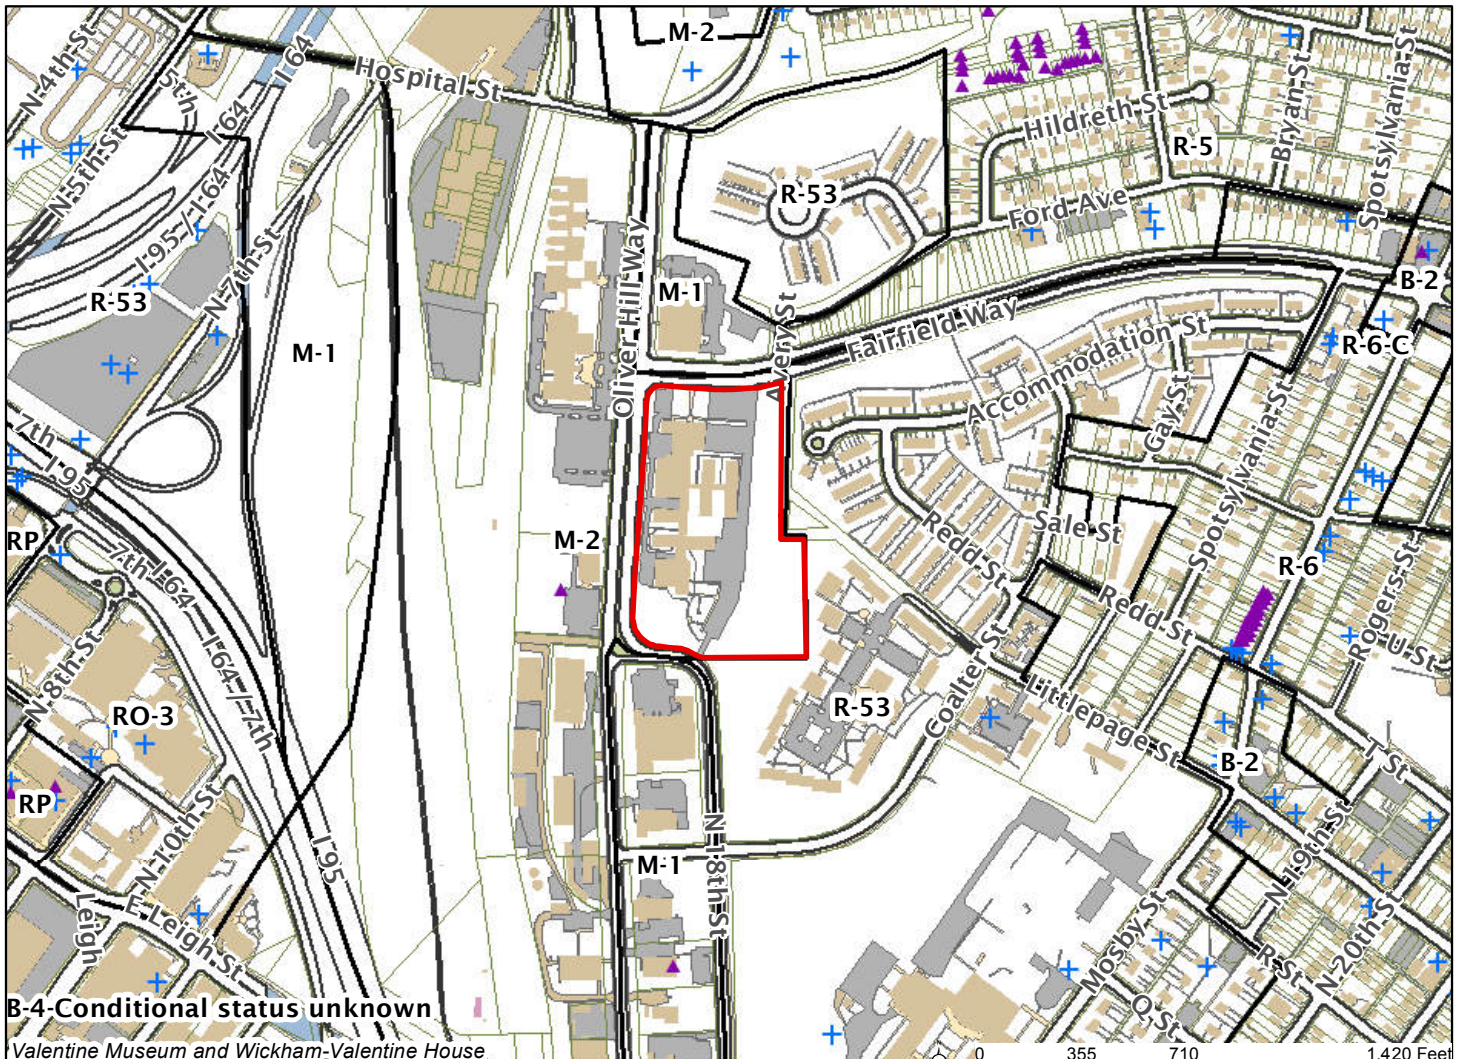 M-2
N 4th St
I 64
Hospital St
5th
I 64
N 5th St
Hildreth St
R-5
Bryan St
Spotsylvania St
I 95 / I 64
R-53
Ford Ave
N 7th St
R-53
Oliver Hill Way
M-1
B-2
M-1
Avery St
Fairfield Way
Accommodation St
R-6-C
7th
I 95
Gay St
Spotsylvania St
RP
M-2
Redd St
Sale St
R-6
7th
I 64
Redd St
Rogers St
U St
N 8th St
I 64 / 7th
RO-3
R-53
Coalter St
Littlepage St
B-2
T St
RP
N 10th St
I 95
M-1
N 18th St
N 19th St
Leigh
E Leigh St
Mosby St
R St
N 20th St
Q St
B-4-Conditional status unknown
Valentine Museum and Wickham-Valentine House
0 355 710 1,420 Feet